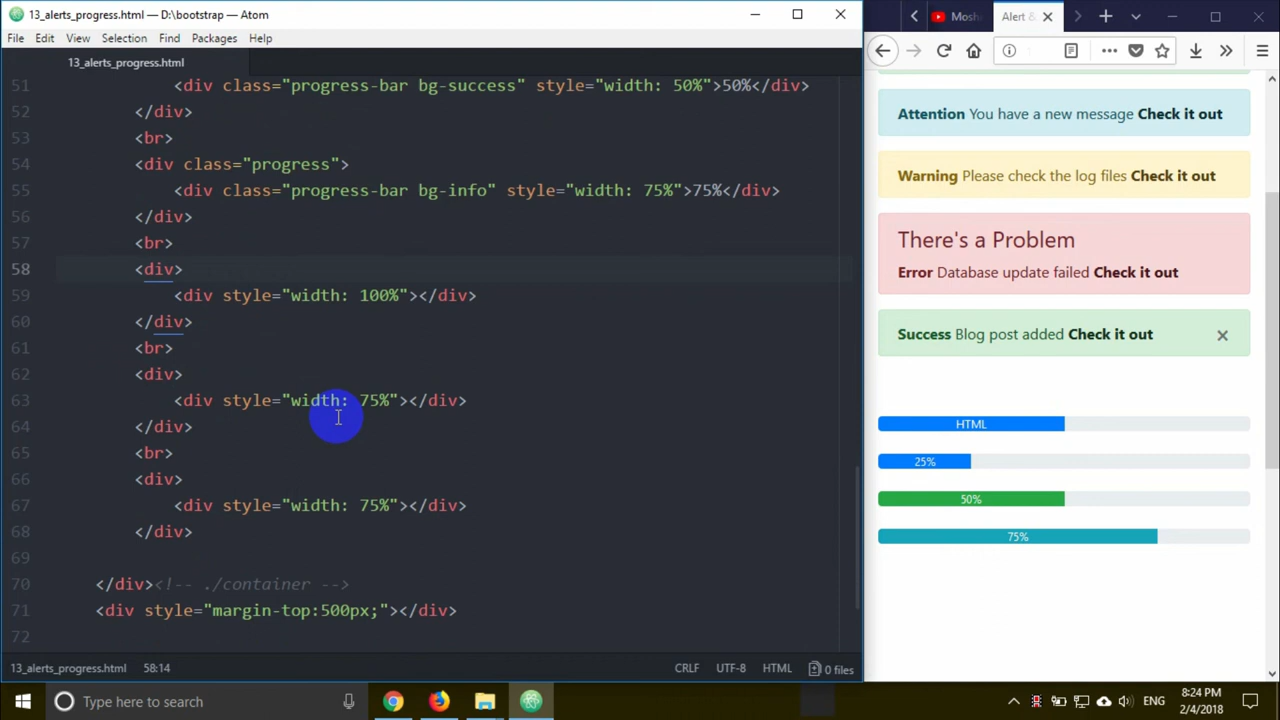 13_alerts_progress.html — D:\bootstrap — Atom
File Edit View Selection Find Packages Help
13_alerts_progress.html
51 <div class="progress-bar bg-success" style="width: 50%">50%</div>
52 </div>
53 <br>
54 <div class="progress">
55 <div class="progress-bar bg-info" style="width: 75%">75%</div>
56 </div>
57 <br>
58 <div>
59 <div style="width: 100%"></div>
60 </div>
61 <br>
62 <div>
63 <div style="width: 75%"></div>
64 </div>
65 <br>
66 <div>
67 <div style="width: 75%"></div>
68 </div>
69
70 </div><!-- ./container -->
71 <div style="margin-top:500px;"></div>
72
13_alerts_progress.html 58:14 CRLF UTF-8 HTML 0 files
Mosh Alert &
Attention You have a new message Check it out
Warning Please check the log files Check it out
There's a Problem
Error Database update failed Check it out
Success Blog post added Check it out ×
HTML
25%
50%
75%
Type here to search
ENG
8:24 PM
2/4/2018